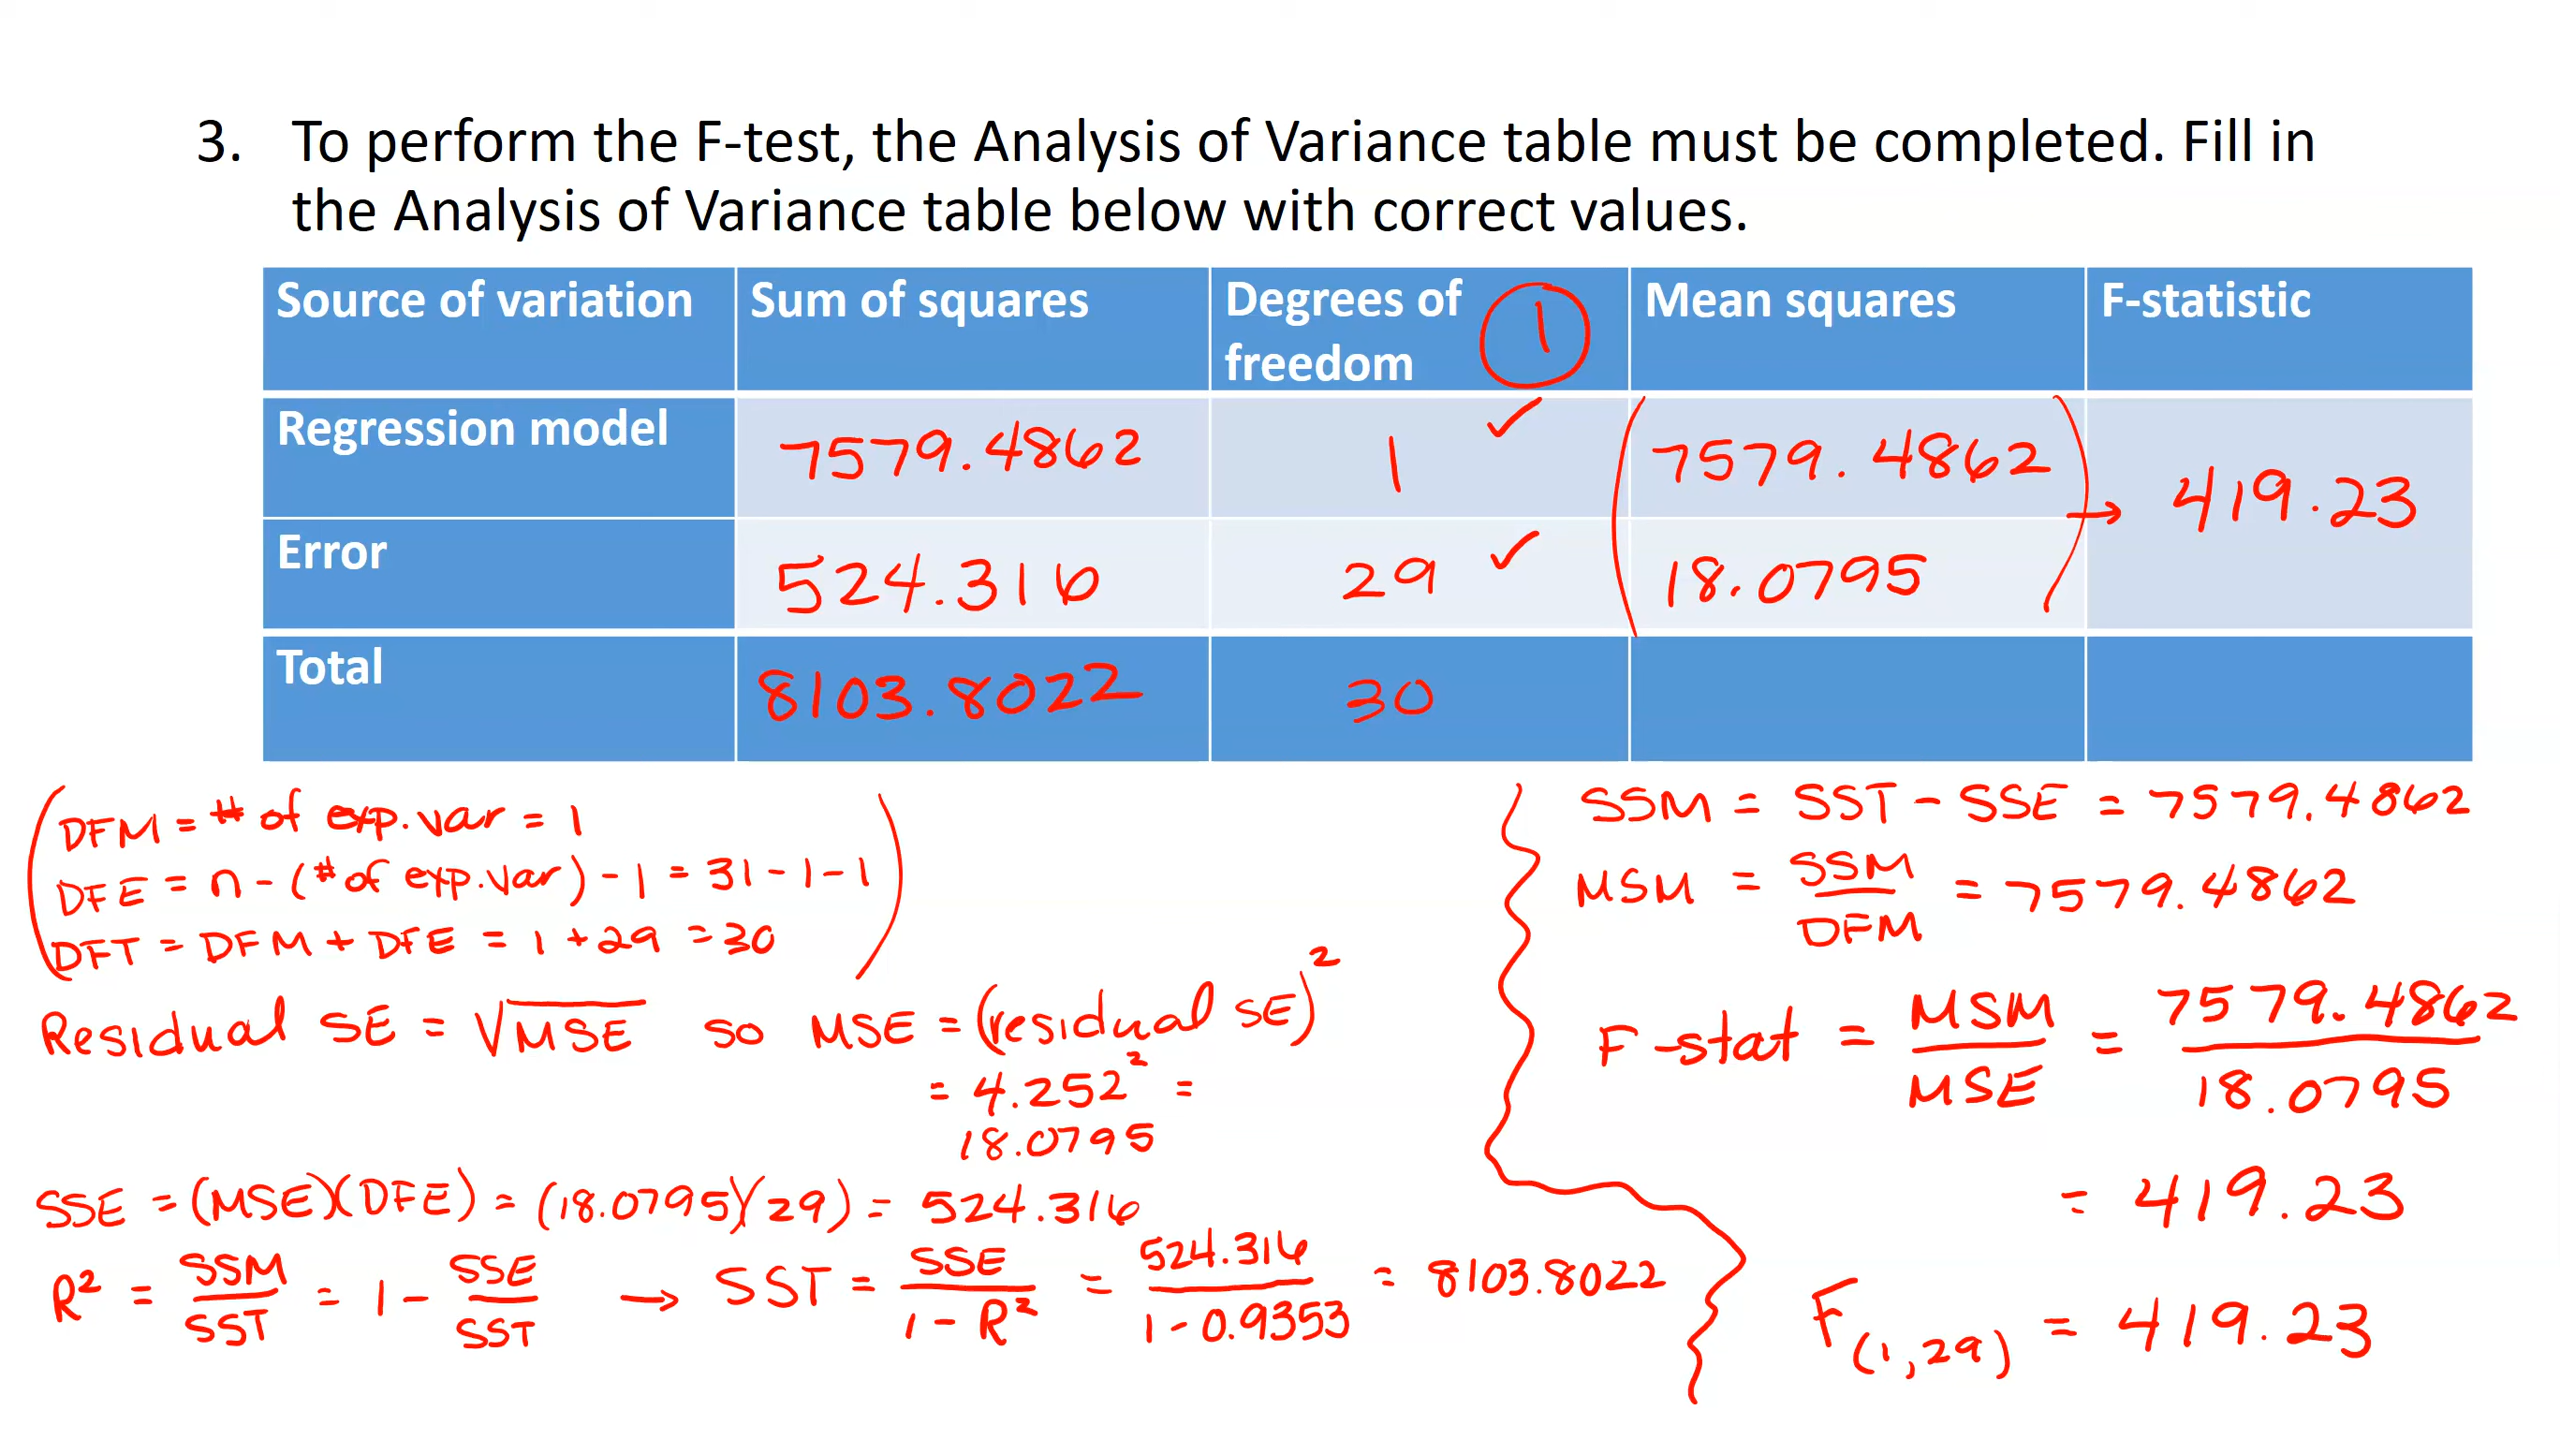 3. To perform the F-test, the Analysis of Variance table must be completed. Fill in
the Analysis of Variance table below with correct values.
Source of variation Sum of squares Degrees of freedom 1 Mean squares F-statistic
Regression model 7579.4862 1 ✓ 7579.4862 → 419.23
Error 524.316 29 ✓ 18.0795
Total 8103.8022 30
DFM = # of exp.var = 1
DFE = n - (# of exp.var) - 1 = 31 - 1 - 1
DFT = DFM + DFE = 1 + 29 = 30
Residual SE = √MSE so MSE = (residual SE)²
= 4.252² =
18.0795
SSE = (MSE)(DFE) = (18.0795)(29) = 524.316
R² = SSM/SST = 1 - SSE/SST → SST = SSE/(1 - R²) = 524.316/(1 - 0.9353) = 8103.8022
SSM = SST - SSE = 7579.4862
MSM = SSM/DFM = 7579.4862
F-stat = MSM/MSE = 7579.4862/18.0795
= 419.23
F(1,29) = 419.23